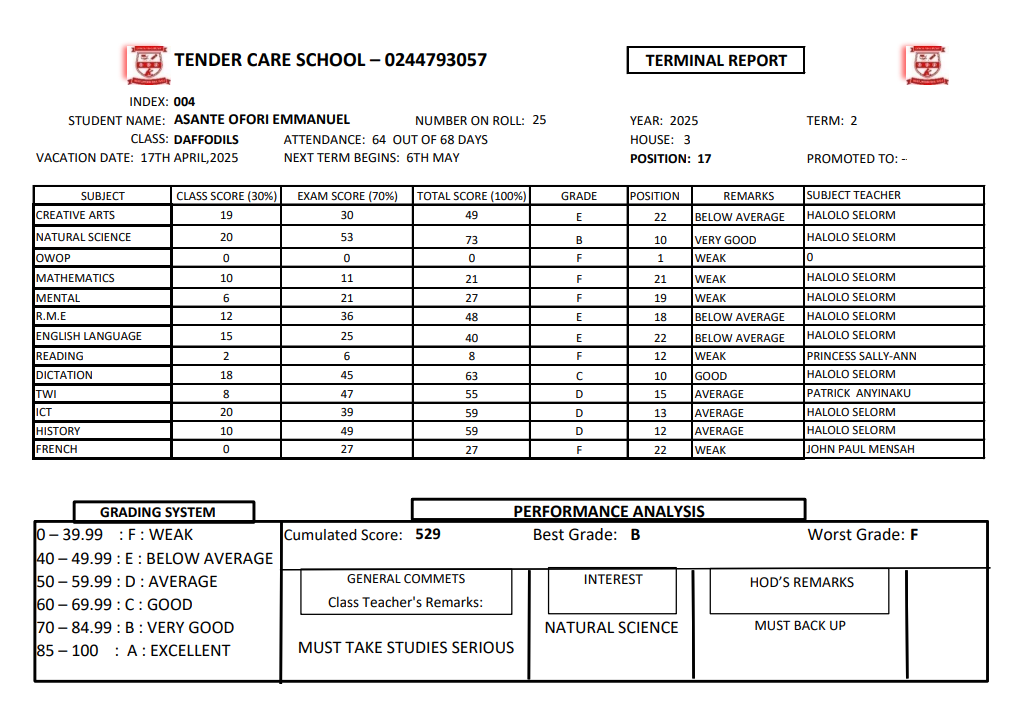 TENDER CARE SCHOOL – 0244793057 TERMINAL REPORT
INDEX: 004
STUDENT NAME: ASANTE OFORI EMMANUEL NUMBER ON ROLL: 25 YEAR: 2025 TERM: 2
CLASS: DAFFODILS ATTENDANCE: 64 OUT OF 68 DAYS HOUSE: 3
VACATION DATE: 17TH APRIL,2025 NEXT TERM BEGINS: 6TH MAY POSITION: 17 PROMOTED TO: --
SUBJECT CLASS SCORE (30%) EXAM SCORE (70%) TOTAL SCORE (100%) GRADE POSITION REMARKS SUBJECT TEACHER
CREATIVE ARTS 19 30 49 E 22 BELOW AVERAGE HALOLO SELORM
NATURAL SCIENCE 20 53 73 B 10 VERY GOOD HALOLO SELORM
OWOP 0 0 0 F 1 WEAK 0
MATHEMATICS 10 11 21 F 21 WEAK HALOLO SELORM
MENTAL 6 21 27 F 19 WEAK HALOLO SELORM
R.M.E 12 36 48 E 18 BELOW AVERAGE HALOLO SELORM
ENGLISH LANGUAGE 15 25 40 E 22 BELOW AVERAGE HALOLO SELORM
READING 2 6 8 F 12 WEAK PRINCESS SALLY-ANN
DICTATION 18 45 63 C 10 GOOD HALOLO SELORM
TWI 8 47 55 D 15 AVERAGE PATRICK ANYINAKU
ICT 20 39 59 D 13 AVERAGE HALOLO SELORM
HISTORY 10 49 59 D 12 AVERAGE HALOLO SELORM
FRENCH 0 27 27 F 22 WEAK JOHN PAUL MENSAH
GRADING SYSTEM
0 – 39.99 : F : WEAK
40 – 49.99 : E : BELOW AVERAGE
50 – 59.99 : D : AVERAGE
60 – 69.99 : C : GOOD
70 – 84.99 : B : VERY GOOD
85 – 100 : A : EXCELLENT
PERFORMANCE ANALYSIS
Cumulated Score: 529 Best Grade: B Worst Grade: F
GENERAL COMMETS
Class Teacher's Remarks:
MUST TAKE STUDIES SERIOUS
INTEREST
NATURAL SCIENCE
HOD'S REMARKS
MUST BACK UP